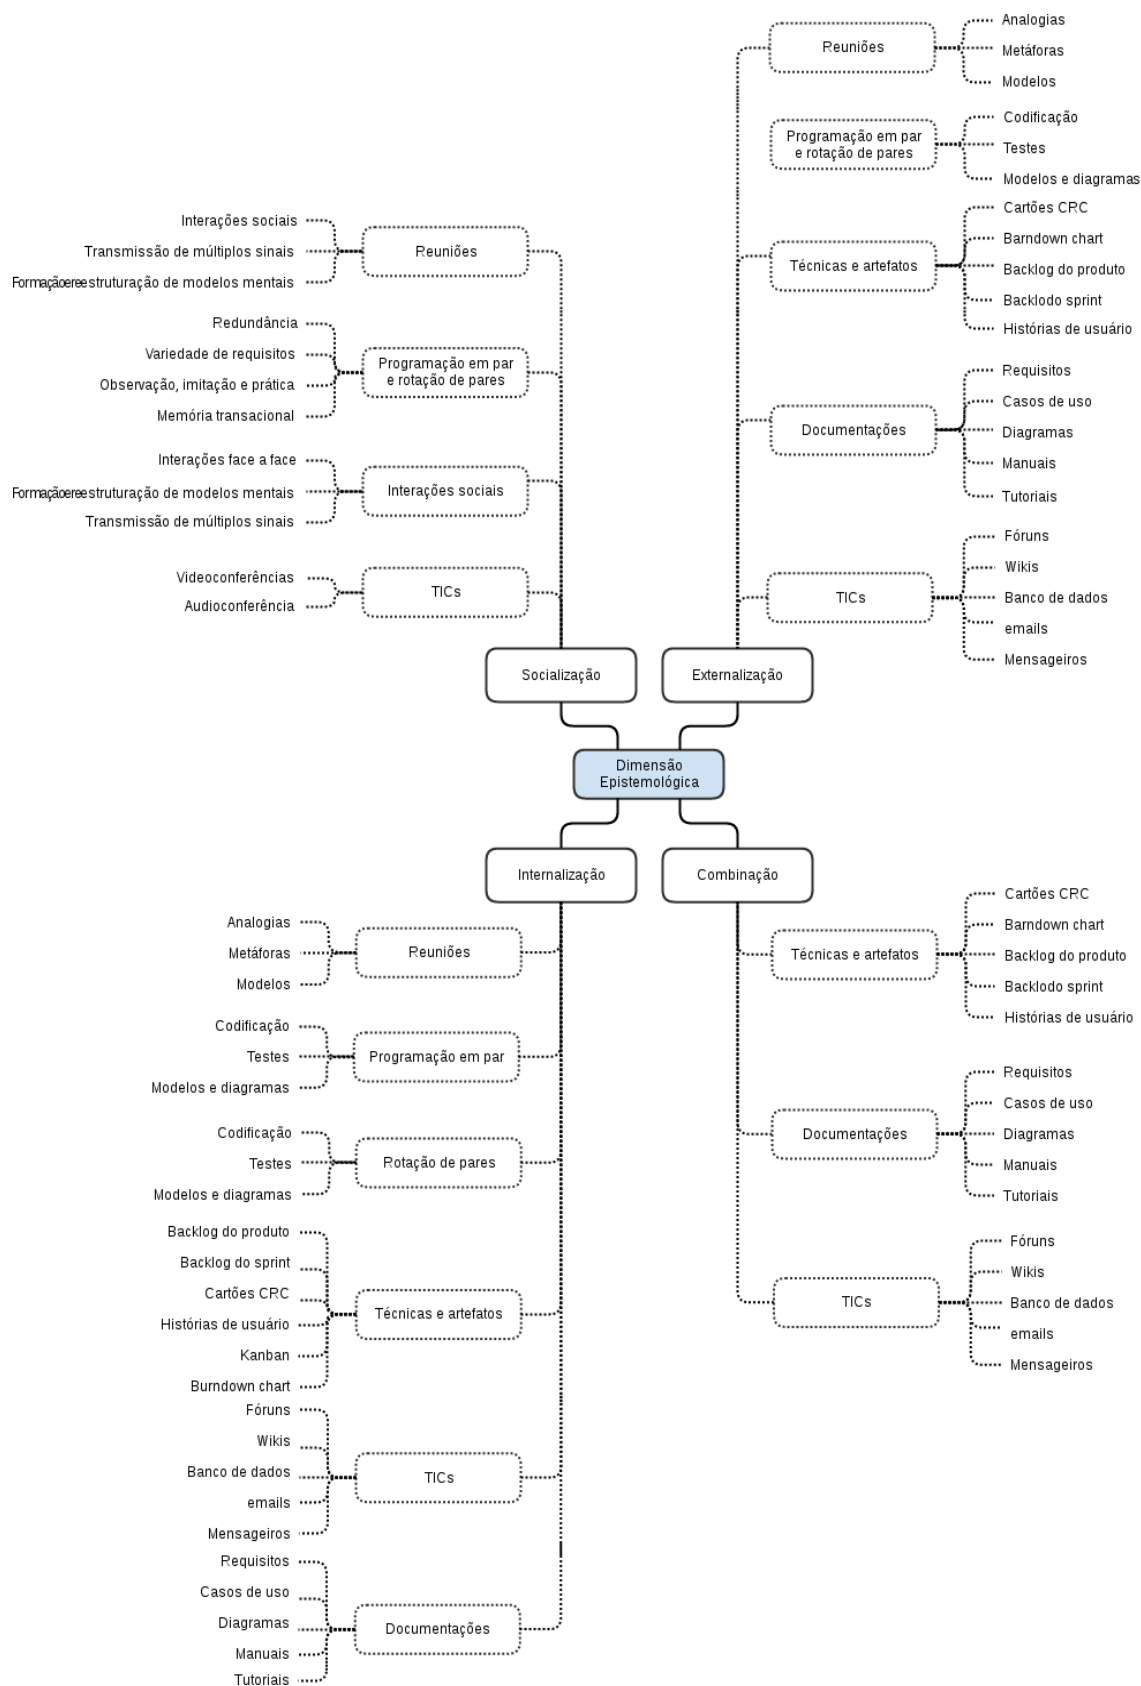 Analogias
Reuniões
Metáforas
Modelos
Codificação
Programação em par
e rotação de pares
Testes
Modelos e diagramas
Cartões CRC
Barndown chart
Técnicas e artefatos
Backlog do produto
Backlodo sprint
Histórias de usuário
Requisitos
Casos de uso
Documentações
Diagramas
Manuais
Tutoriais
Fóruns
Wikis
TICs
Banco de dados
emails
Mensageiros
Interações sociais
Transmissão de múltiplos sinais
Reuniões
Formaçãoereestruturação de modelos mentais
Redundância
Variedade de requisitos
Programação em par
e rotação de pares
Observação, imitação e prática
Memória transacional
Interações face a face
Formaçãoereestruturação de modelos mentais
Interações sociais
Transmissão de múltiplos sinais
Videoconferências
TICs
Audioconferência
Socialização
Externalização
Dimensão
Epistemológica
Internalização
Combinação
Analogias
Metáforas
Reuniões
Modelos
Codificação
Testes
Programação em par
Modelos e diagramas
Codificação
Testes
Rotação de pares
Modelos e diagramas
Backlog do produto
Backlog do sprint
Cartões CRC
Técnicas e artefatos
Histórias de usuário
Kanban
Burndown chart
Fóruns
Wikis
Banco de dados
TICs
emails
Mensageiros
Requisitos
Casos de uso
Diagramas
Documentações
Manuais
Tutoriais
Cartões CRC
Barndown chart
Técnicas e artefatos
Backlog do produto
Backlodo sprint
Histórias de usuário
Requisitos
Casos de uso
Documentações
Diagramas
Manuais
Tutoriais
Fóruns
Wikis
TICs
Banco de dados
emails
Mensageiros